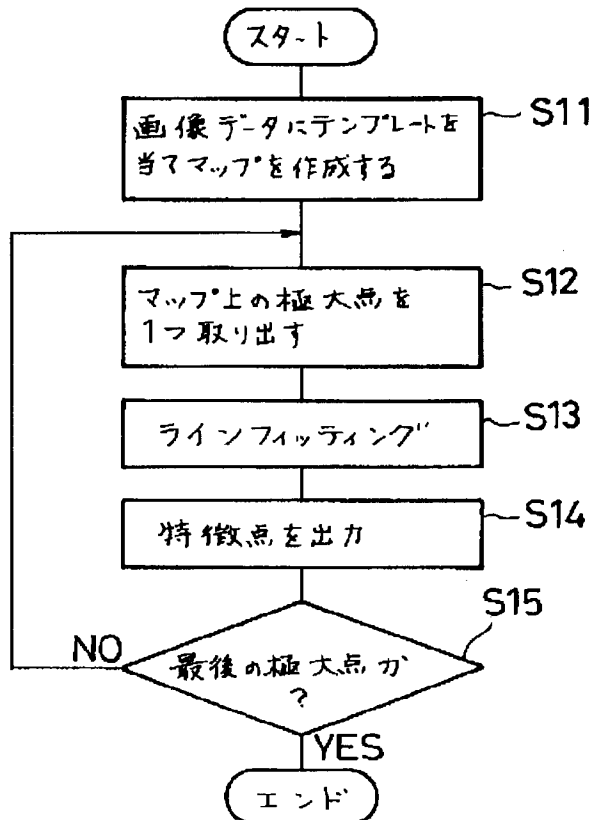 スタート
画像データにテンプレートを
当てマップを作成する
S11
マップ上の極大点を
1つ取り出す
S12
ラインフィッティング
S13
特徴点を出力
S14
最後の極大点か
?
S15
NO
YES
エンド